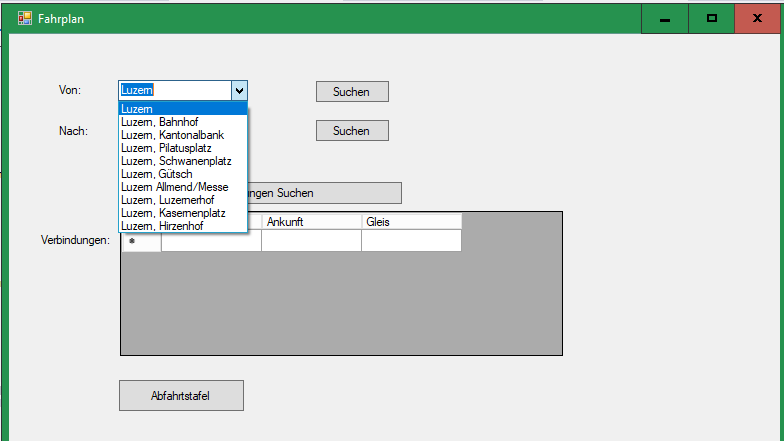 Fahrplan
Von:
Luzern
Suchen
Luzern
Luzern, Bahnhof
Luzern, Kantonalbank
Luzern, Pilatusplatz
Luzern, Schwanenplatz
Luzern, Gütsch
Luzern Allmend/Messe
Luzern, Luzernerhof
Luzern, Kasernenplatz
Luzern, Hirzenhof
Nach:
Suchen
ngen Suchen
Ankunft Gleis
Verbindungen:
*
Abfahrtstafel